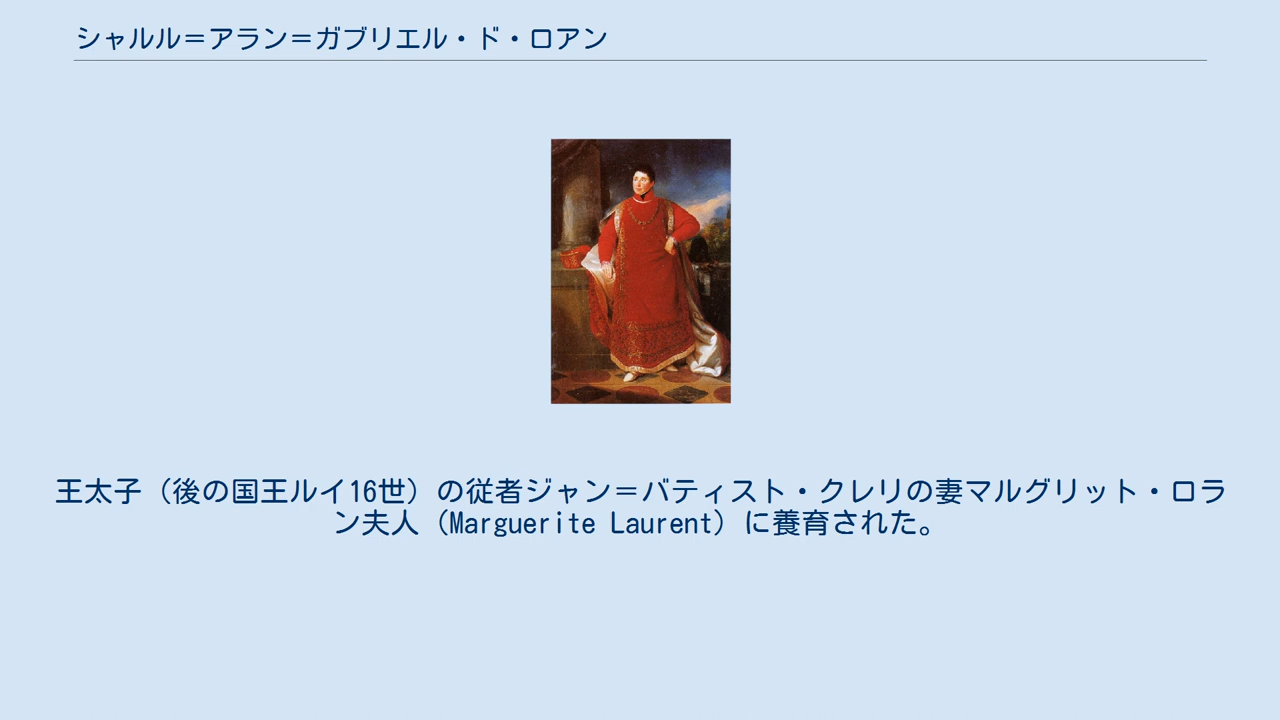 シャルル＝アラン＝ガブリエル・ド・ロアン
王太子（後の国王ルイ16世）の従者ジャン＝バティスト・クレリの妻マルグリット・ロラ
ン夫人（Marguerite Laurent）に養育された。